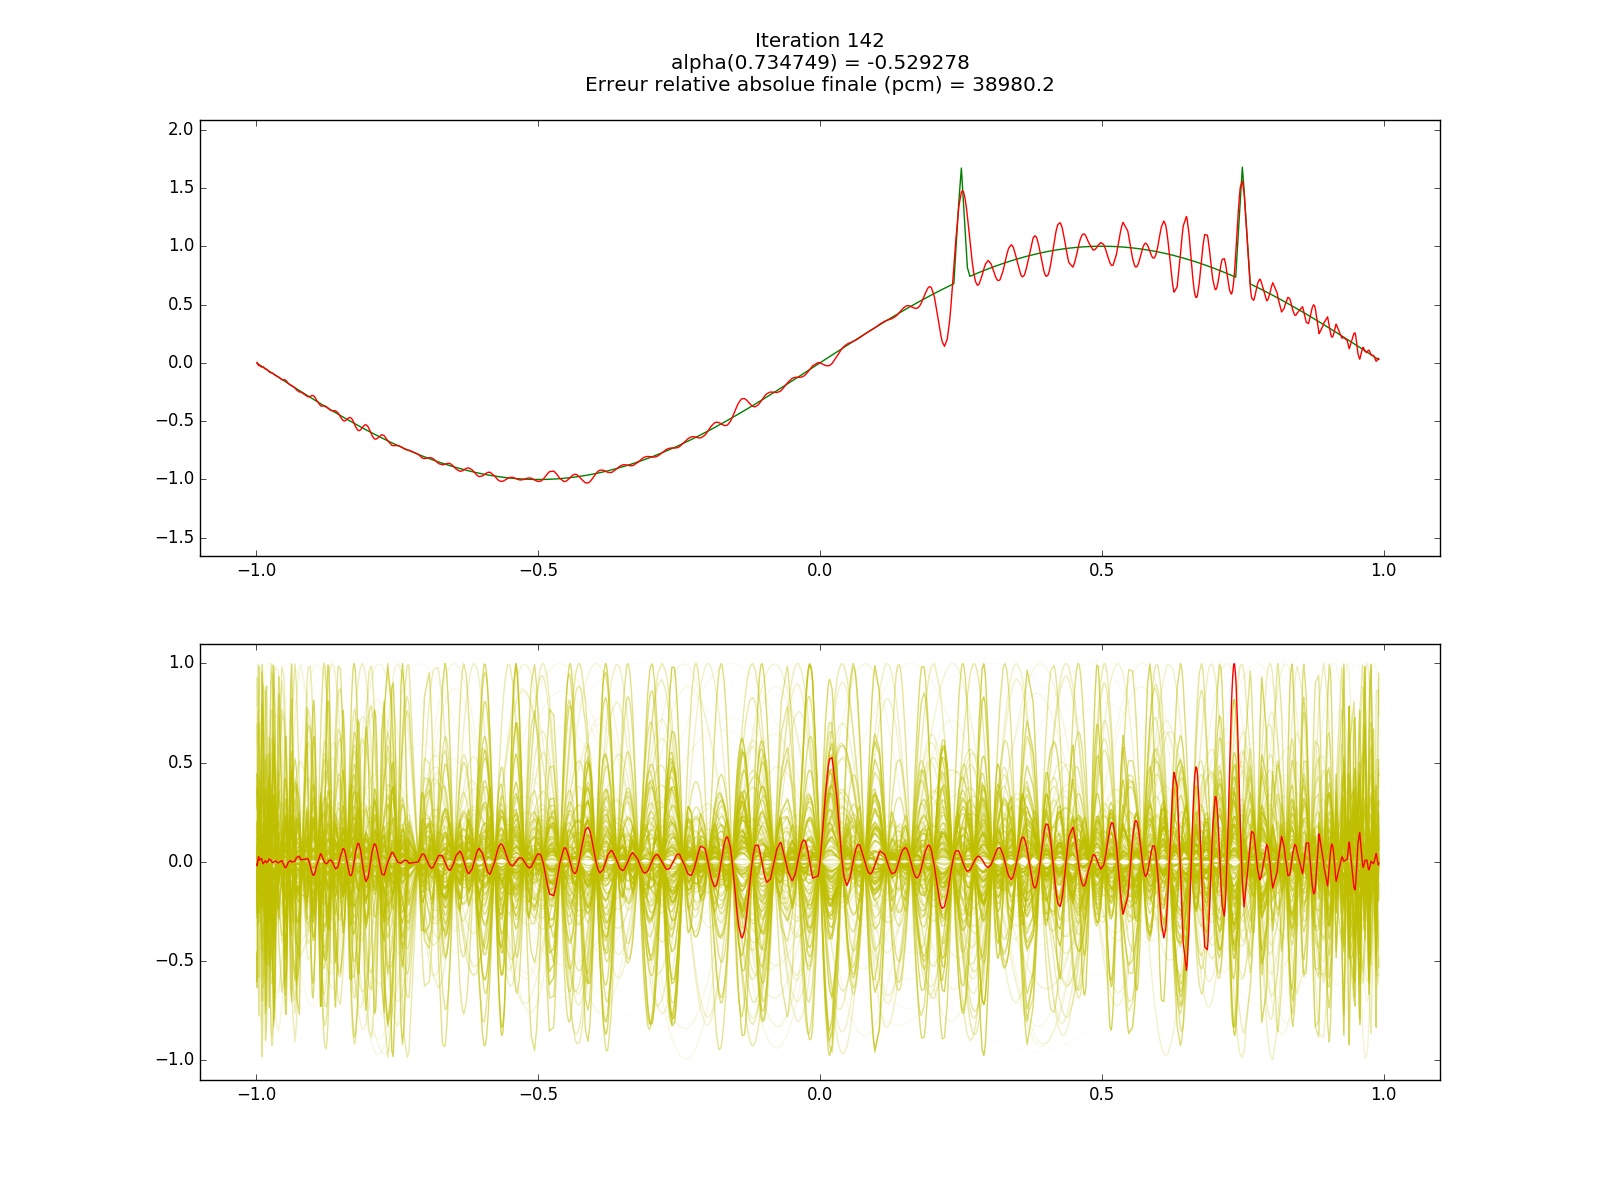 Iteration 142
alpha(0.734749) = -0.529278
Erreur relative absolue finale (pcm) = 38980.2
2.0
1.5
1.0
0.5
0.0
−0.5
−1.0
−1.5
−1.0 −0.5 0.0 0.5 1.0
1.0
0.5
0.0
−0.5
−1.0
−1.0 −0.5 0.0 0.5 1.0